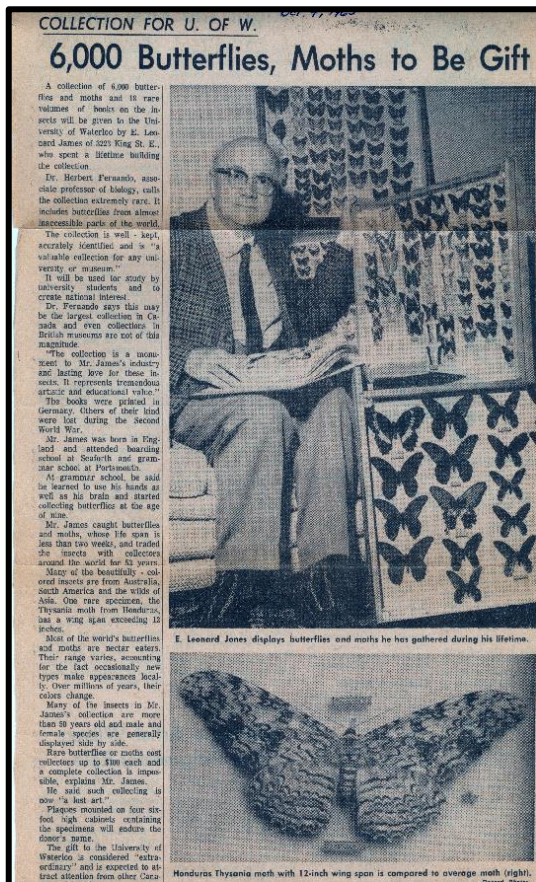 COLLECTION FOR U. OF W.
6,000 Butterflies, Moths to Be Gift
A collection of 6,000 butter-
flies and moths and 18 rare
volumes of books on the in-
sects will be given to the Uni-
versity of Waterloo by E. Leo-
nard James of 3223 King St. E.,
who spent a lifetime building
the collection.
Dr. Herbert Fernando, asso-
ciate professor of biology, calls
the collection extremely rare. It
includes butterflies from almost
inaccessible parts of the world.
The collection is well - kept,
accurately identified and is "a
valuable collection for any uni-
versity or museum."
It will be used for study by
university students and to
create national interest.
Dr. Fernando says this may
be the largest collection in Ca-
nada and even collections in
British museums are not of this
magnitude.
"The collection is a monu-
ment to Mr. James's industry
and lasting love for these in-
sects. It represents tremendous
artistic and educational value."
The books were printed in
Germany. Others of their kind
were lost during the Second
World War.
Mr. James was born in Eng-
land and attended boarding
school at Seaforth and gram-
mar school at Portsmouth.
At grammar school, he said
he learned to use his hands as
well as his brain and started
collecting butterflies at the age
of nine.
Mr. James caught butterflies
and moths, whose life span is
less than two weeks, and traded
the insects with collectors
around the world for 53 years.
Many of the beautifully - col-
ored insects are from Australia,
South America and the wilds of
Asia. One rare specimen, the
Thysania moth from Honduras,
has a wing span exceeding 12
inches.
Most of the world's butterflies
and moths are nectar eaters.
Their range varies, accounting
for the fact occasionally new
types make appearances local-
ly. Over millions of years, their
colors change.
Many of the insects in Mr.
James's collection are more
than 50 years old and male and
female species are generally
displayed side by side.
Rare butterflies or moths cost
collectors up to $100 each and
a complete collection is impos-
sible, explains Mr. James.
He said such collecting is
now "a lost art."
Plaques mounted on four six-
foot high cabinets containing
the specimens will endure the
donor's name.
The gift to the University of
Waterloo is considered "extra-
ordinary" and is expected to at-
tract attention from other Cana-
E. Leonard Jones displays butterflies and moths he has gathered during his lifetime.
Honduras Thysania moth with 12-inch wing span is compared to average moth (right).